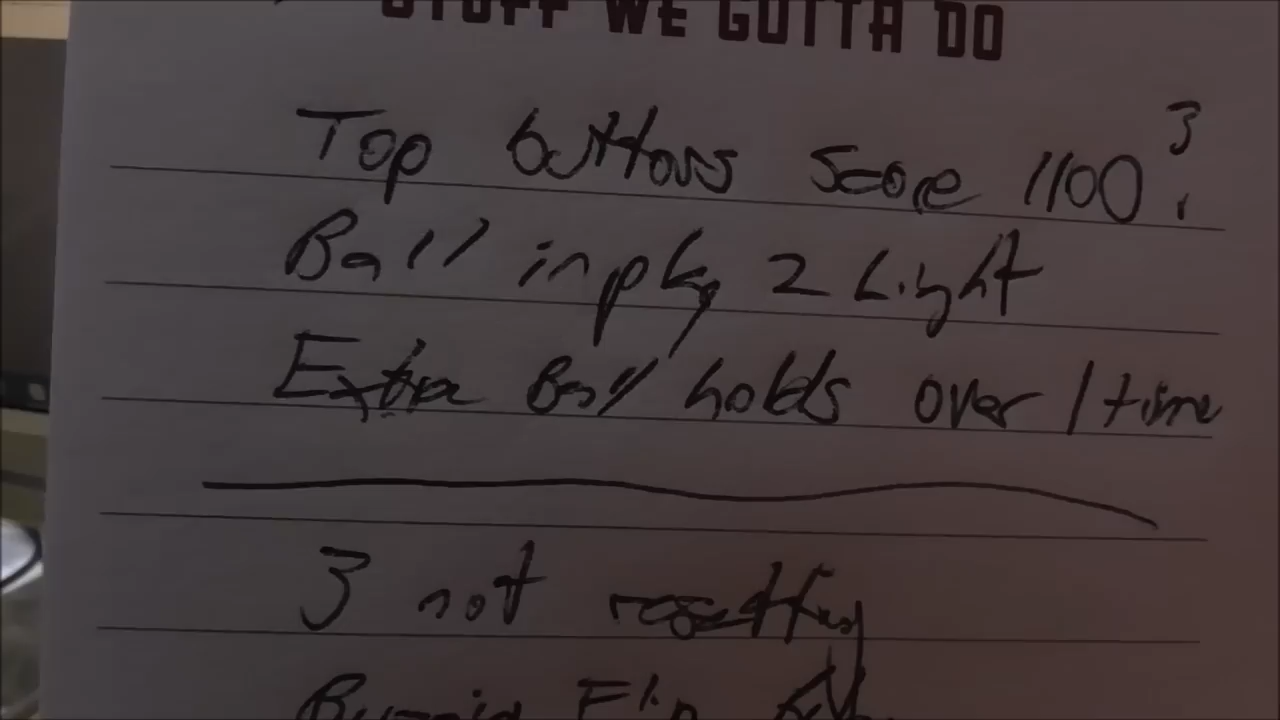 STUFF WE GOTTA DO
Top buttons Score 1100 ?
Ball in play 2 Light
Extra Ball holds over 1 time
3 not resetting
Flip